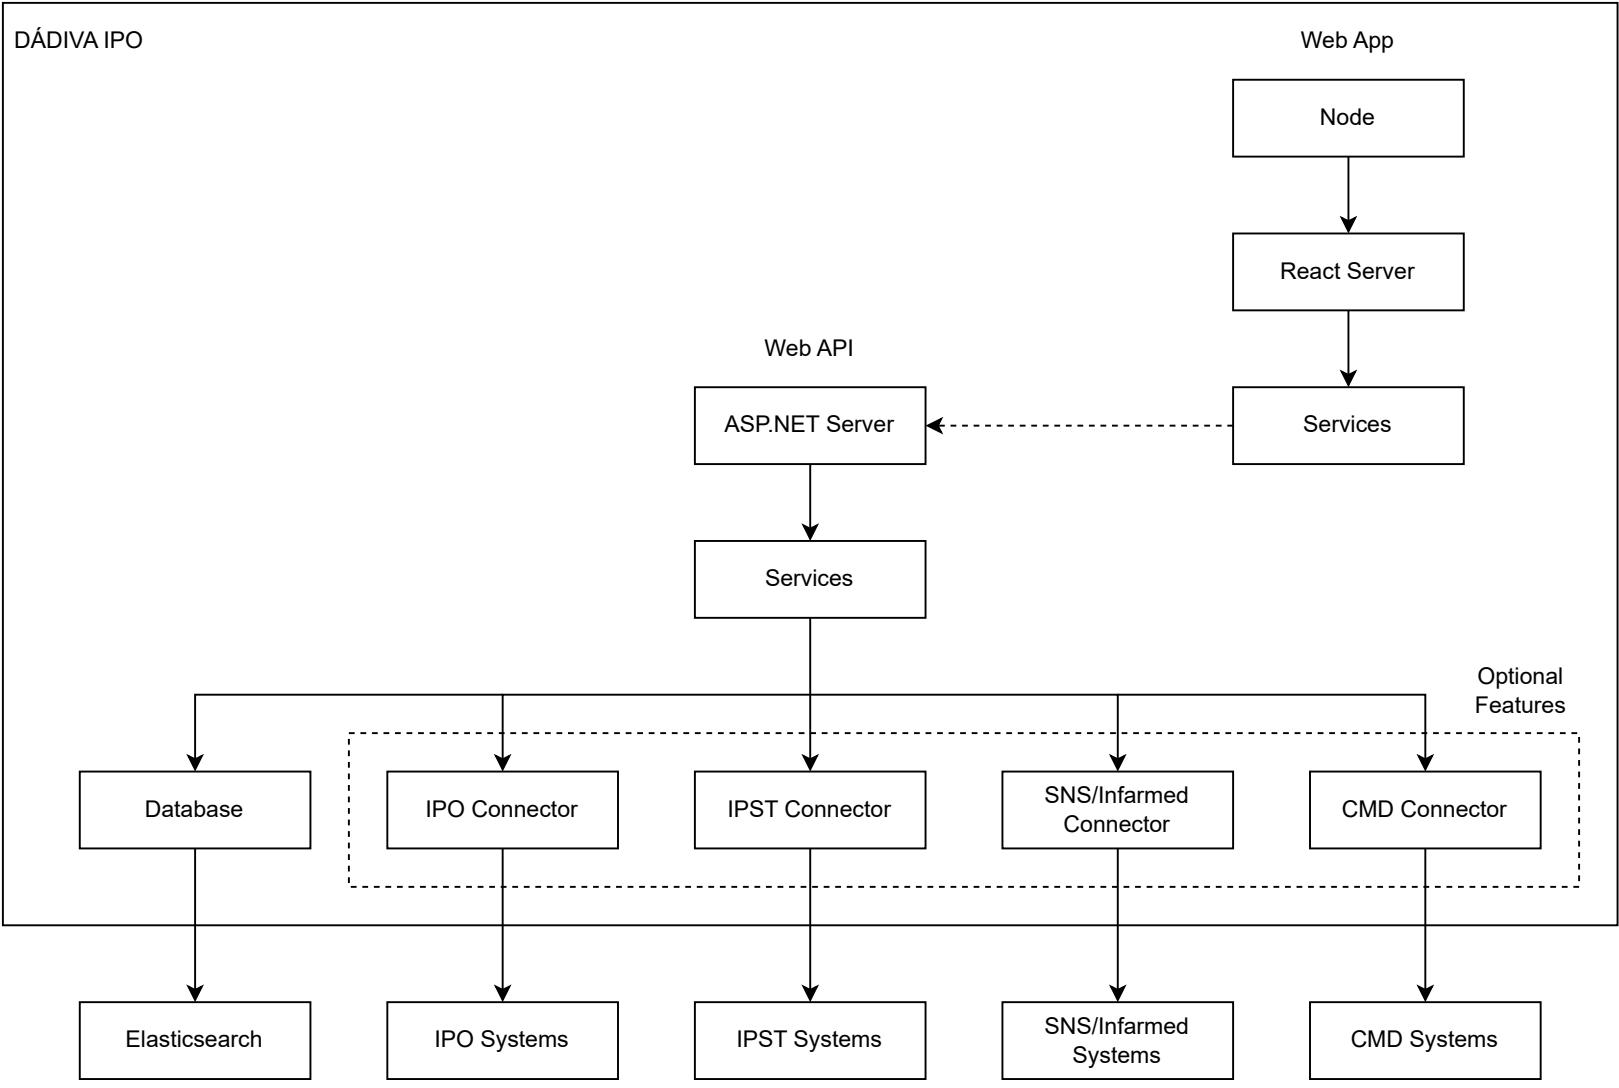 DÁDIVA IPO
Web App
Node
React Server
Web API
ASP.NET Server
Services
Services
Optional
Features
Database
IPO Connector
IPST Connector
SNS/Infarmed
Connector
CMD Connector
Elasticsearch
IPO Systems
IPST Systems
SNS/Infarmed
Systems
CMD Systems